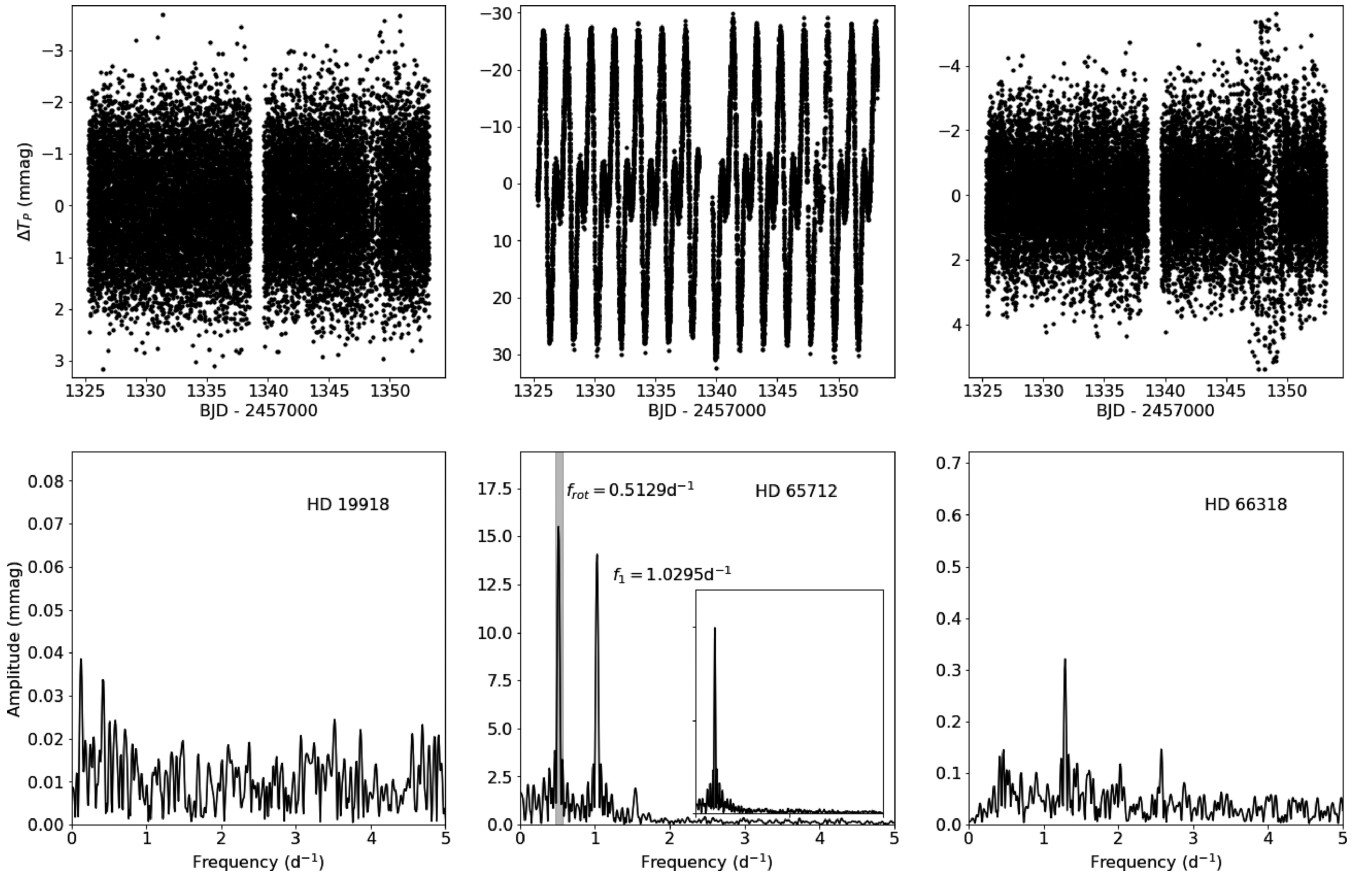 −3
−2
−1
0
1
2
3
ΔT_P (mmag)
1325 1330 1335 1340 1345 1350
BJD - 2457000
−30
−20
−10
0
10
20
30
1325 1330 1335 1340 1345 1350
BJD - 2457000
−4
−2
0
2
4
1325 1330 1335 1340 1345 1350
BJD - 2457000
0.08
0.07
0.06
0.05
0.04
0.03
0.02
0.01
0.00
Amplitude (mmag)
HD 19918
0 1 2 3 4 5
Frequency (d⁻¹)
17.5
15.0
12.5
10.0
7.5
5.0
2.5
0.0
f_rot = 0.5129d⁻¹
HD 65712
f₁ = 1.0295d⁻¹
0 1 2 3 4 5
Frequency (d⁻¹)
0.7
0.6
0.5
0.4
0.3
0.2
0.1
0.0
HD 66318
0 1 2 3 4 5
Frequency (d⁻¹)